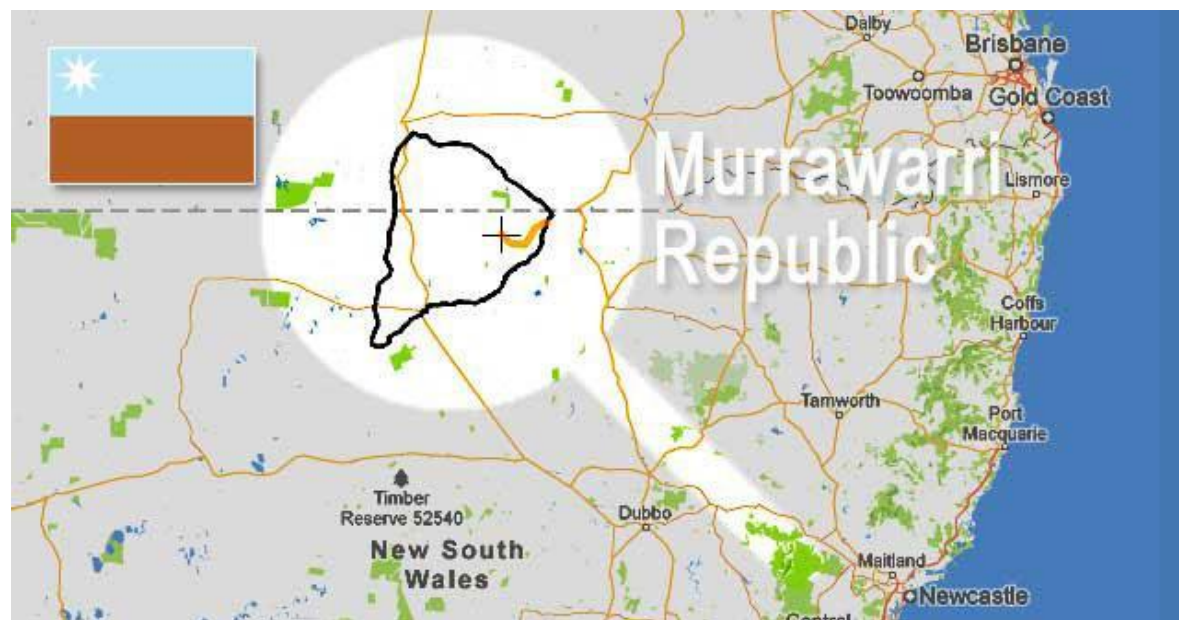 Dalby
Brisbane
Toowoomba
Gold Coast
Murrawarri
Republic
Lismore
Coffs
Harbour
Tamworth
Port
Macquarie
Timber
Reserve 52540
Dubbo
New South
Wales
Maitland
Newcastle
Central